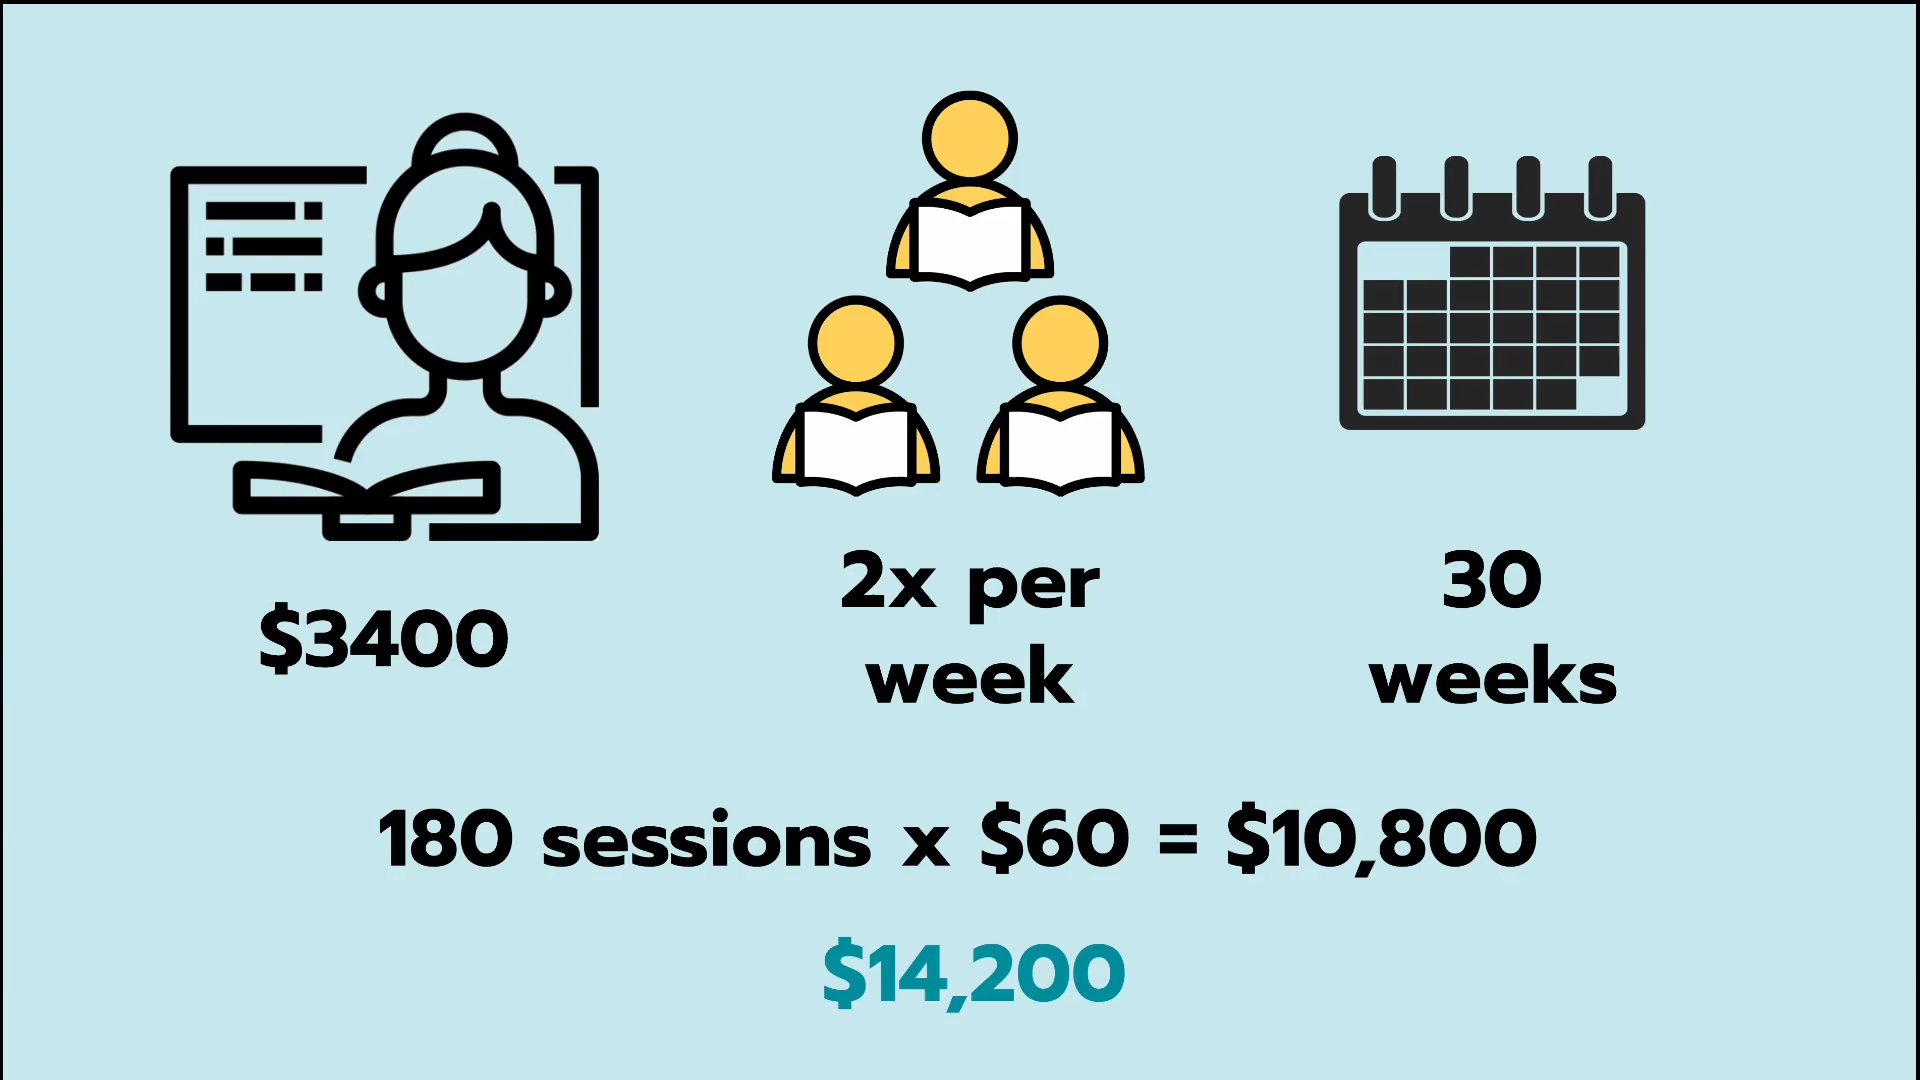 $3400
2x per
week
30
weeks
180 sessions x $60 = $10,800
$14,200